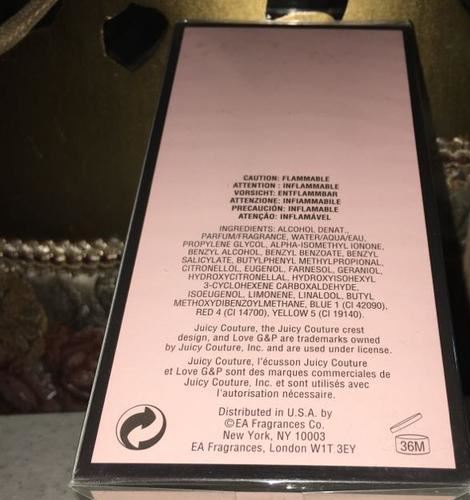 CAUTION: FLAMMABLE
ATTENTION : INFLAMMABLE
VORSICHT: ENTFLAMMBAR
ATTENZIONE: INFIAMMABILE
PRECAUCIÓN: INFLAMABLE
ATENÇÃO: INFLAMÁVEL
INGREDIENTS: ALCOHOL DENAT.,
PARFUM/FRAGRANCE, WATER/AQUA/EAU,
PROPYLENE GLYCOL, ALPHA-ISOMETHYL IONONE,
BENZYL ALCOHOL, BENZYL BENZOATE, BENZYL
SALICYLATE, BUTYLPHENYL METHYLPROPIONAL,
CITRONELLOL, EUGENOL, FARNESOL, GERANIOL,
HYDROXYCITRONELLAL, HYDROXYISOHEXYL
3-CYCLOHEXENE CARBOXALDEHYDE,
ISOEUGENOL, LIMONENE, LINALOOL, BUTYL
METHOXYDIBENZOYLMETHANE, BLUE 1 (CI 42090),
RED 4 (CI 14700), YELLOW 5 (CI 19140).
Juicy Couture, the Juicy Couture crest
design, and Love G&P are trademarks owned
by Juicy Couture, Inc. and are used under license.
Juicy Couture, l'écusson Juicy Couture
et Love G&P sont des marques commerciales de
Juicy Couture, Inc. et sont utilisés avec
l'autorisation nécessaire.
Distributed in U.S.A. by
©EA Fragrances Co.
New York, NY 10003
EA Fragrances, London W1T 3EY
36M